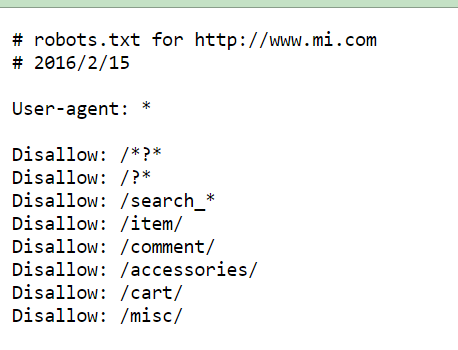 # robots.txt for http://www.mi.com
# 2016/2/15
User-agent: *
Disallow: /*?*
Disallow: /?*
Disallow: /search_*
Disallow: /item/
Disallow: /comment/
Disallow: /accessories/
Disallow: /cart/
Disallow: /misc/